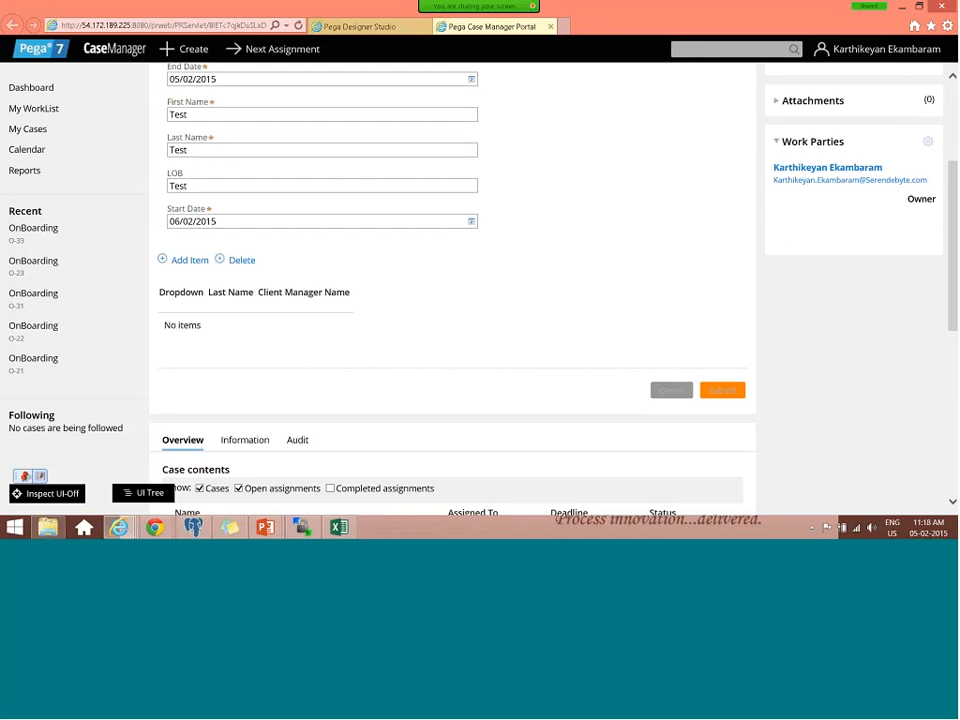 You are sharing your screen...
Shared
http://54.172.189.225:8080/prweb/PRServlet/
Pega Designer Studio
Pega Case Manager Portal
Pega 7 CaseManager Create Next Assignment Karthikeyan Ekambaram
Dashboard
My WorkList
My Cases
Calendar
Reports
Recent
OnBoarding
O-33
OnBoarding
O-23
OnBoarding
O-31
OnBoarding
O-22
OnBoarding
O-21
Following
No cases are being followed
Inspect UI-Off
UI Tree
End Date*
05/02/2015
First Name*
Test
Last Name*
Test
LOB
Test
Start Date*
06/02/2015
Add Item Delete
Dropdown Last Name Client Manager Name
No items
Cancel Submit
Overview Information Audit
Case contents
Cases Open assignments Completed assignments
Name Assigned To Deadline Status
Attachments (0)
Work Parties
Karthikeyan Ekambaram
Karthikeyan.Ekambaram@Serendebyte.com
Owner
Process innovation...delivered.
ENG
US
11:18 AM
05-02-2015